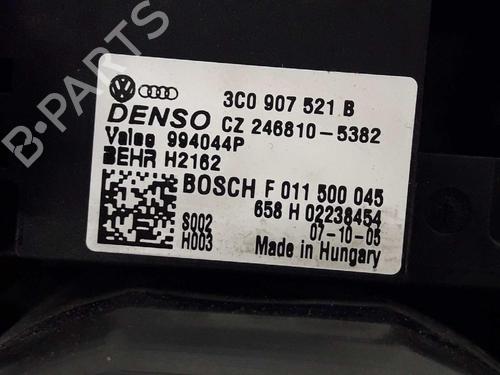 B-PARTS
3C0 907 521 B
DENSO CZ 246810-5382
Valeo 994044P
BEHR H2162
BOSCH F 011 500 045
658 H 02238454
S002 07-10-05
H003 Made in Hungary